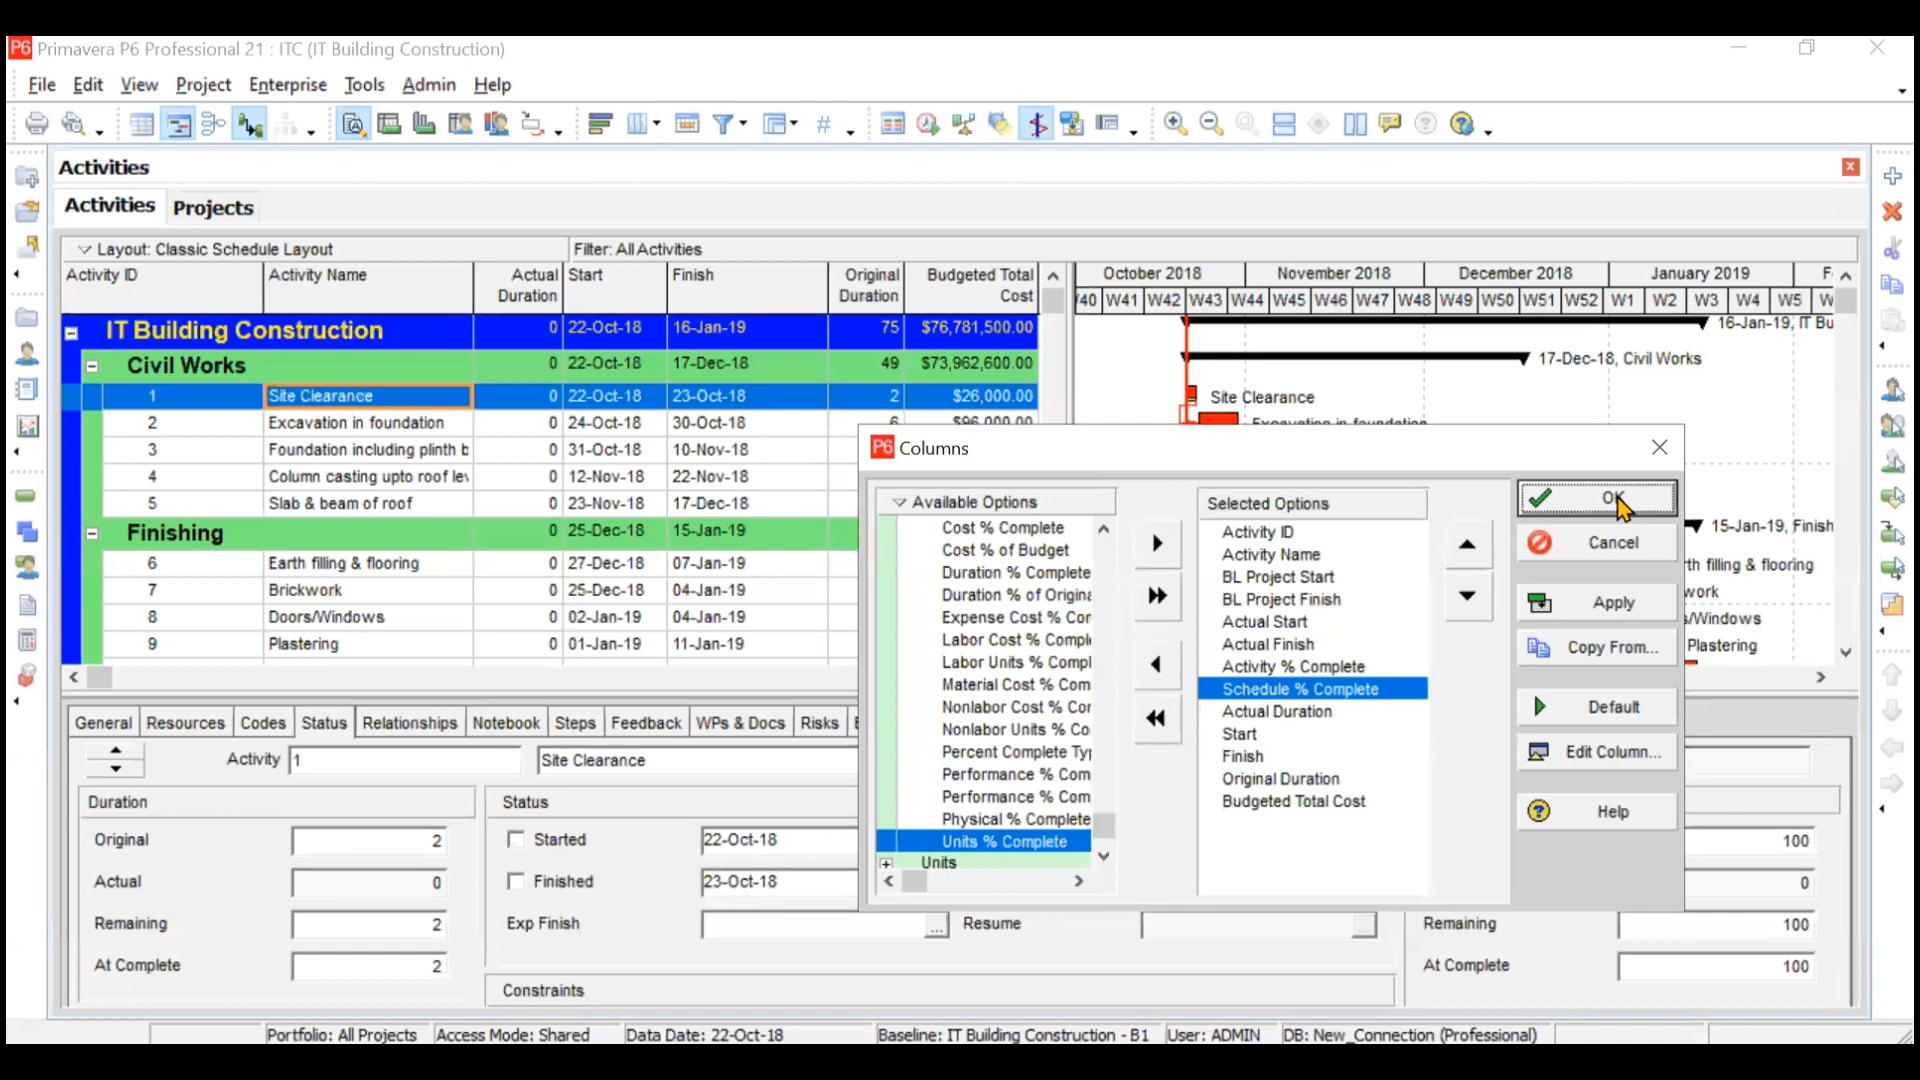 P6 Primavera P6 Professional 21 : ITC (IT Building Construction)
File Edit View Project Enterprise Tools Admin Help
Activities
Activities Projects
Layout: Classic Schedule Layout Filter: All Activities
Activity ID Activity Name Actual Duration Start Finish Original Duration Budgeted Total Cost
October 2018 November 2018 December 2018 January 2019
W41 W42 W43 W44 W45 W46 W47 W48 W49 W50 W51 W52 W1 W2 W3 W4 W5
IT Building Construction 0 22-Oct-18 16-Jan-19 75 $76,781,500.00 16-Jan-19, IT Bu
Civil Works 0 22-Oct-18 17-Dec-18 49 $73,962,600.00 17-Dec-18, Civil Works
1 Site Clearance 0 22-Oct-18 23-Oct-18 2 $26,000.00 Site Clearance
2 Excavation in foundation 0 24-Oct-18 30-Oct-18 6 $96,000.00 Excavation in foundation
3 Foundation including plinth b 0 31-Oct-18 10-Nov-18
4 Column casting upto roof lev 0 12-Nov-18 22-Nov-18
5 Slab & beam of roof 0 23-Nov-18 17-Dec-18
Finishing 0 25-Dec-18 15-Jan-19 15-Jan-19, Finish
6 Earth filling & flooring 0 27-Dec-18 07-Jan-19 th filling & flooring
7 Brickwork 0 25-Dec-18 04-Jan-19 work
8 Doors/Windows 0 02-Jan-19 04-Jan-19 s/Windows
9 Plastering 0 01-Jan-19 11-Jan-19 Plastering
P6 Columns
Available Options
Cost % Complete
Cost % of Budget
Duration % Complete
Duration % of Origina
Expense Cost % Cor
Labor Cost % Compl
Labor Units % Compl
Material Cost % Com
Nonlabor Cost % Cor
Nonlabor Units % Co
Percent Complete Typ
Performance % Com
Performance % Com
Physical % Complete
Units % Complete
Units
Selected Options
Activity ID
Activity Name
BL Project Start
BL Project Finish
Actual Start
Actual Finish
Activity % Complete
Schedule % Complete
Actual Duration
Start
Finish
Original Duration
Budgeted Total Cost
OK
Cancel
Apply
Copy From...
Default
Edit Column...
Help
General Resources Codes Status Relationships Notebook Steps Feedback WPs & Docs Risks
Activity 1 Site Clearance
Duration
Original 2
Actual 0
Remaining 2
At Complete 2
Status
Started 22-Oct-18
Finished 23-Oct-18
Exp Finish ... Resume ...
Constraints
100
0
Remaining 100
At Complete 100
Portfolio: All Projects Access Mode: Shared Data Date: 22-Oct-18 Baseline: IT Building Construction - B1 User: ADMIN DB: New_Connection (Professional)